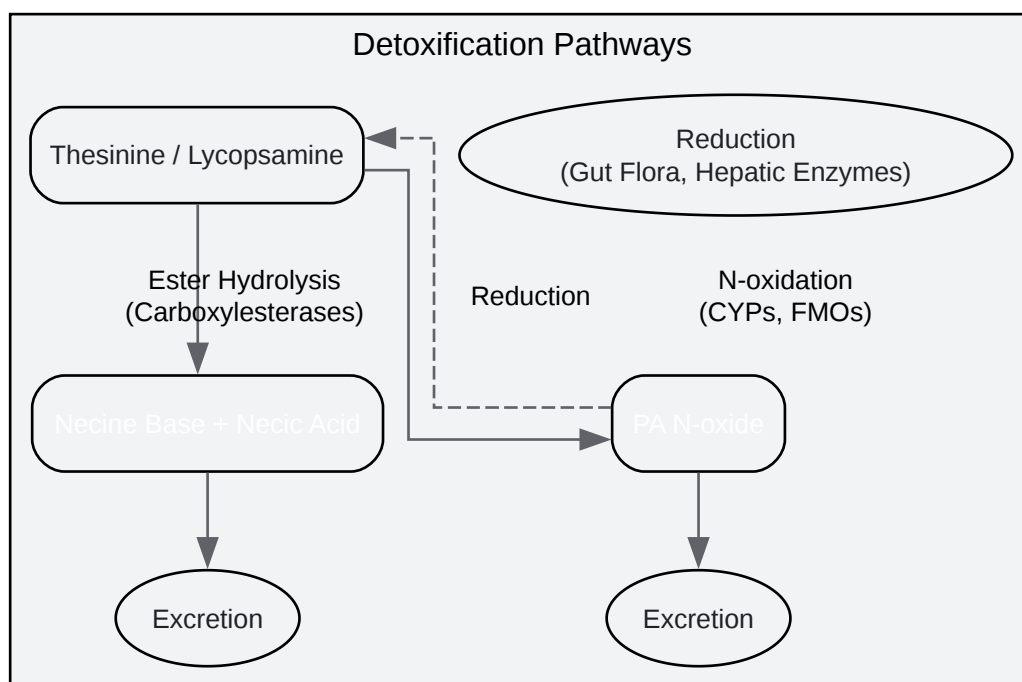 Detoxification Pathways
Thesinine / Lycopsamine
Reduction
(Gut Flora, Hepatic Enzymes)
Ester Hydrolysis
(Carboxylesterases)
Reduction
N-oxidation
(CYPs, FMOs)
Necine Base + Necic Acid
PA N-oxide
Excretion
Excretion